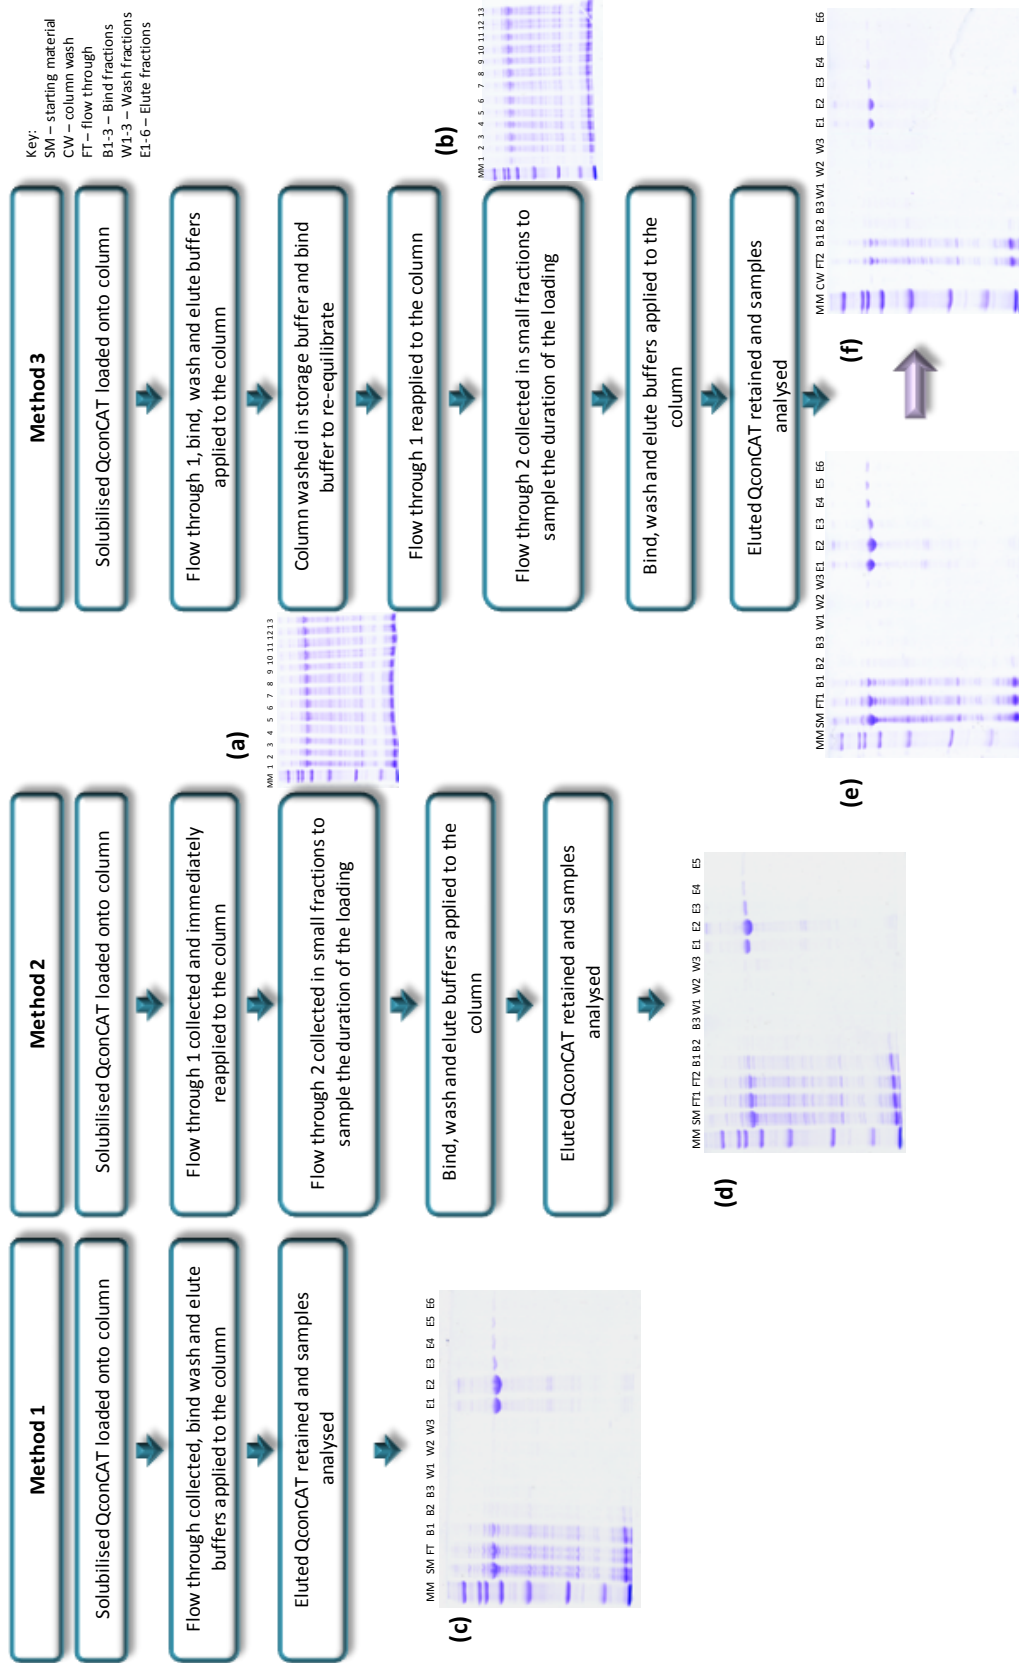 Method 1
Solubilised QconCAT loaded onto column
Flow through collected, bind wash and elute
buffers applied to the column
Eluted QconCAT retained and samples
analysed
(c)
MM SM FT B1 B2 B3 W1 W2 W3 E1 E2 E3 E4 E5 E6
Method 2
Solubilised QconCAT loaded onto column
Flow through 1 collected and immediately
reapplied to the column
Flow through 2 collected in small fractions to
sample the duration of the loading
(a)
MM 1 2 3 4 5 6 7 8 9 10 11 12 13
Bind, wash and elute buffers applied to the
column
Eluted QconCAT retained and samples
analysed
(d)
MM SM FT1 FT2 B1 B2 B3 W1 W2 W3 E1 E2 E3 E4 E5
Method 3
Solubilised QconCAT loaded onto column
Flow through 1, bind, wash and elute buffers
applied to the column
Column washed in storage buffer and bind
buffer to re-equilibrate
Flow through 1 reapplied to the column
Flow through 2 collected in small fractions to
sample the duration of the loading
(b)
MM 1 2 3 4 5 6 7 8 9 10 11 12 13
Bind, wash and elute buffers applied to the
column
Eluted QconCAT retained and samples
analysed
(e)
MM SM FT1 B1 B2 B3 W1 W2 W3 E1 E2 E3 E4 E5 E6
(f)
MM CW FT2 B1 B2 B3 W1 W2 W3 E1 E2 E3 E4 E5 E6
Key:
SM – starting material
CW – column wash
FT – flow through
B1-3 – Bind fractions
W1-3 – Wash fractions
E1-6 – Elute fractions